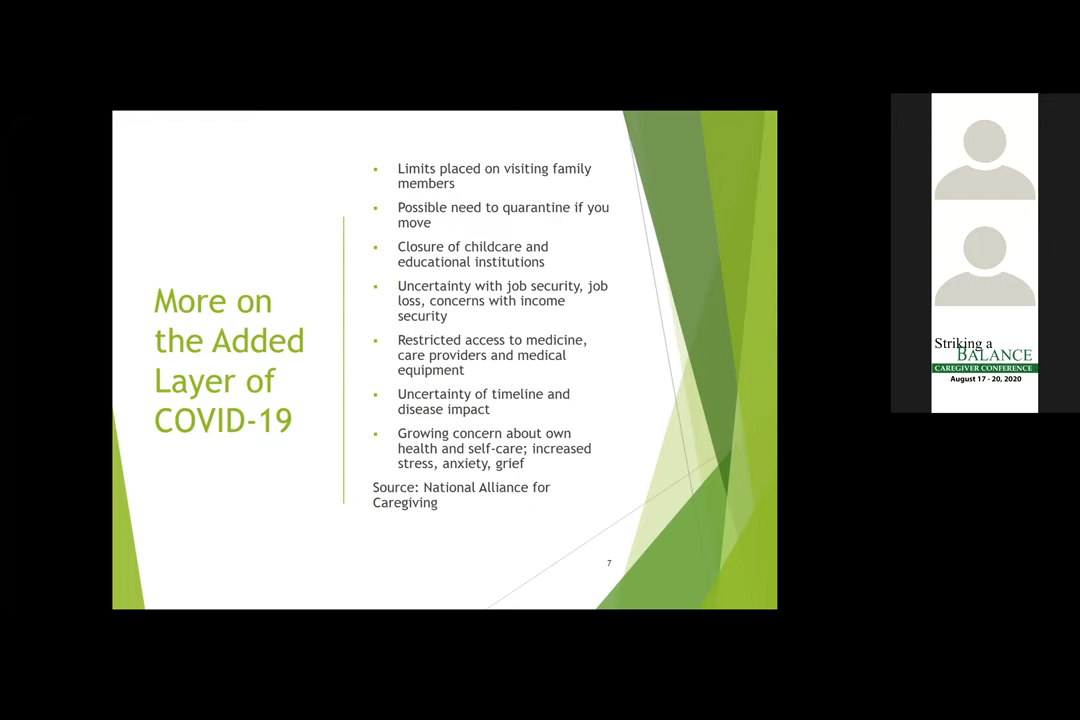 More on
the Added
Layer of
COVID-19
▪ Limits placed on visiting family
members
▪ Possible need to quarantine if you
move
▪ Closure of childcare and
educational institutions
▪ Uncertainty with job security, job
loss, concerns with income
security
▪ Restricted access to medicine,
care providers and medical
equipment
▪ Uncertainty of timeline and
disease impact
▪ Growing concern about own
health and self-care; increased
stress, anxiety, grief
Source: National Alliance for
Caregiving
7
Striking a
BALANCE
CAREGIVER CONFERENCE
August 17 - 20, 2020